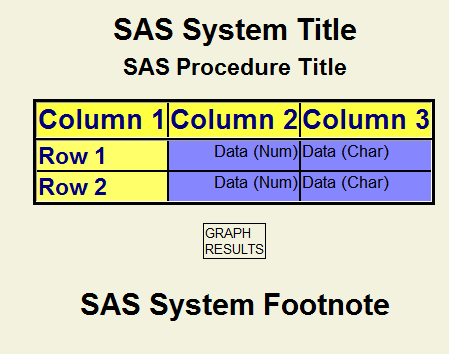 SAS System Title
SAS Procedure Title
Column 1 Column 2 Column 3
Row 1 Data (Num) Data (Char)
Row 2 Data (Num) Data (Char)
GRAPH
RESULTS
SAS System Footnote